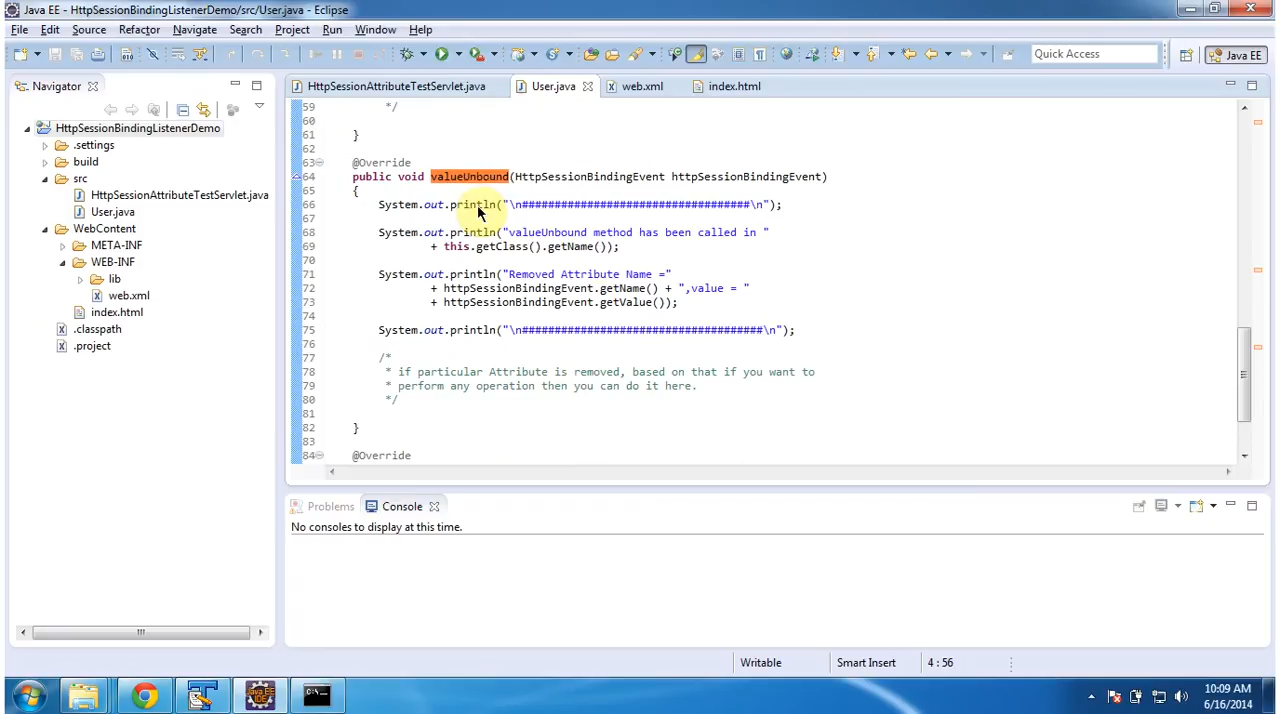 Java EE - HttpSessionBindingListenerDemo/src/User.java - Eclipse
File Edit Source Refactor Navigate Search Project Run Window Help
Quick Access
Java EE
Navigator
HttpSessionBindingListenerDemo
.settings
build
src
HttpSessionAttributeTestServlet.java
User.java
WebContent
META-INF
WEB-INF
lib
web.xml
index.html
.classpath
.project
HttpSessionAttributeTestServlet.java User.java web.xml index.html
59 */
60
61 }
62
63 @Override
64 public void valueUnbound(HttpSessionBindingEvent httpSessionBindingEvent)
65 {
66 System.out.println("\n###################################\n");
67
68 System.out.println("valueUnbound method has been called in "
69 + this.getClass().getName());
70
71 System.out.println("Removed Attribute Name ="
72 + httpSessionBindingEvent.getName() + ",value = "
73 + httpSessionBindingEvent.getValue());
74
75 System.out.println("\n#####################################\n");
76
77 /*
78 * if particular Attribute is removed, based on that if you want to
79 * perform any operation then you can do it here.
80 */
81
82 }
83
84 @Override
Problems Console
No consoles to display at this time.
Writable Smart Insert 4 : 56
Java EE IDE
10:09 AM
6/16/2014